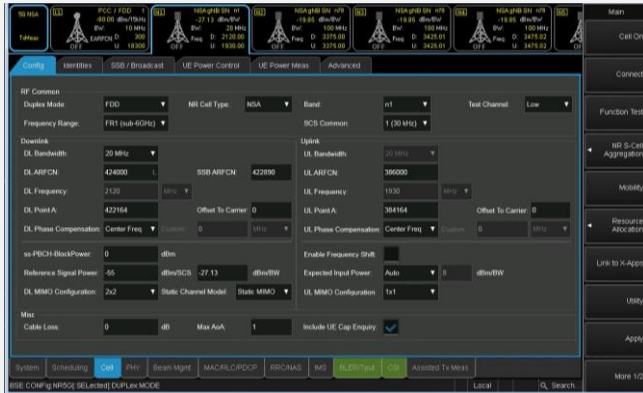 5G NSA
L1 PCC / FDD 1
-80.00 dBm/15kHz
BW: 10 MHz
EARFCN D: 300
U: 18300
OFF
N1 NSAgNB SN n1
-27.13 dBm/BW
BW: 20 MHz
Freq D: 2120.00
U: 1930.00
OFF
N2 NSAgNB SN n78
-19.85 dBm/BW
BW: 100 MHz
Freq D: 3375.00
U: 3375.00
OFF
N3 NSAgNB SN n78
-19.85 dBm/BW
BW: 100 MHz
Freq D: 3425.01
U: 3425.01
OFF
N4 NSAgNB SN n78
-19.85 dBm/BW
BW: 100 MHz
Freq D: 3475.02
U: 3475.02
OFF
Config Identities SSB / Broadcast UE Power Control UE Power Meas Advanced
RF Common
Duplex Mode: FDD NR Cell Type: NSA Band: n1 Test Channel: Low
Frequency Range: FR1 (sub-6GHz) SCS Common: 1 (30 kHz)
Downlink Uplink
DL Bandwidth: 20 MHz UL Bandwidth: 20 MHz
DL ARFCN: 424000 L SSB ARFCN: 422890 UL ARFCN: 386000
DL Frequency: 2120 MHz UL Frequency: 1930 MHz
DL Point A: 422164 Offset To Carrier: 0 UL Point A: 384164 Offset To Carrier: 0
DL Phase Compensation: Center Freq Custom: 0 MHz UL Phase Compensation: Center Freq Custom: 0 MHz
ss-PBCH-BlockPower: 0 dBm Enable Frequency Shift:
Reference Signal Power: -55 dBm/SCS -27.13 dBm/BW Expected Input Power: Auto 8 dBm/BW
DL MIMO Configuration: 2x2 Static Channel Model: Static MIMO UL MIMO Configuration: 1x1
Misc
Cable Loss: 0 dB Max AoA: 1 Include UE Cap Enquiry:
System Scheduling Cell PHY Beam Mgmt MAC/RLC/PDCP RRC/NAS IMS BLER/Tput CSI Assisted Tx Meas
BSE:CONFig:NR5G[:SELected]:DUPLex:MODE Local Search...
Main
Cell On
Connect
Function Test
NR S-Cell Aggregation
Mobility
Resource Allocation
Link to X-Apps
Utility
Apply
More 1/2